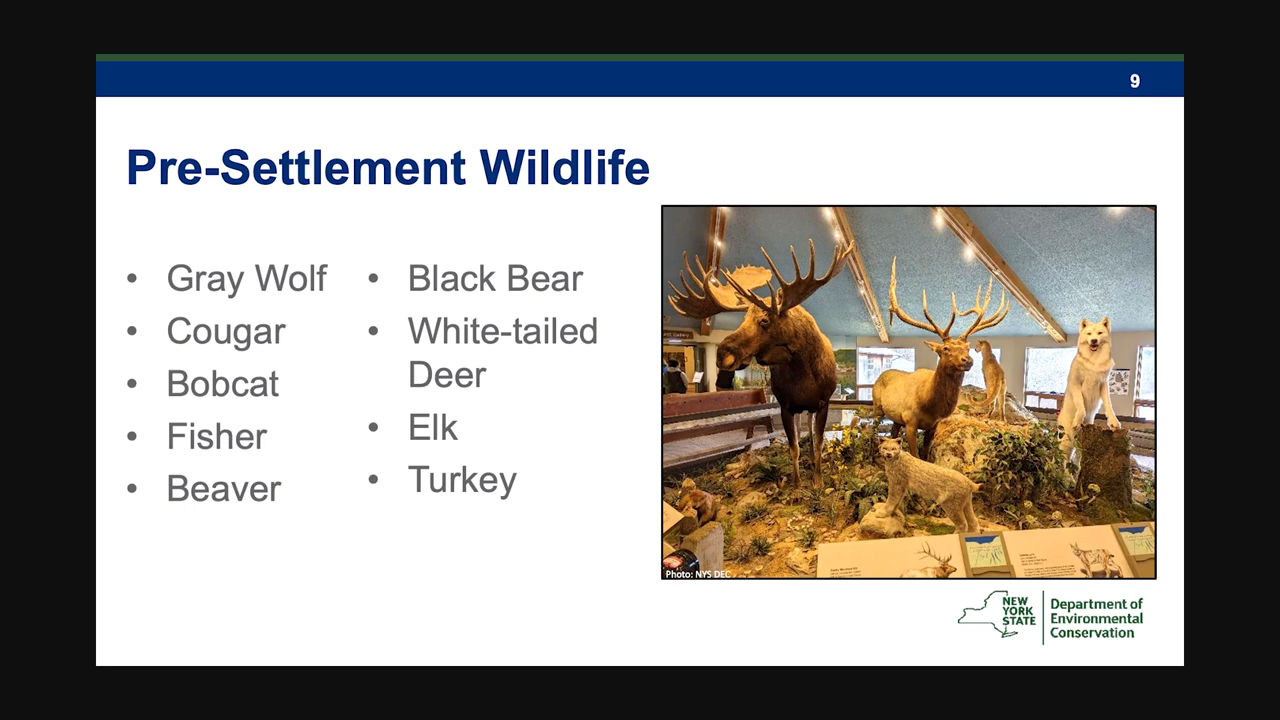 9
Pre-Settlement Wildlife
• Gray Wolf
• Cougar
• Bobcat
• Fisher
• Beaver
• Black Bear
• White-tailed
Deer
• Elk
• Turkey
Photo: NYS DEC
NEW
YORK
STATE
Department of
Environmental
Conservation